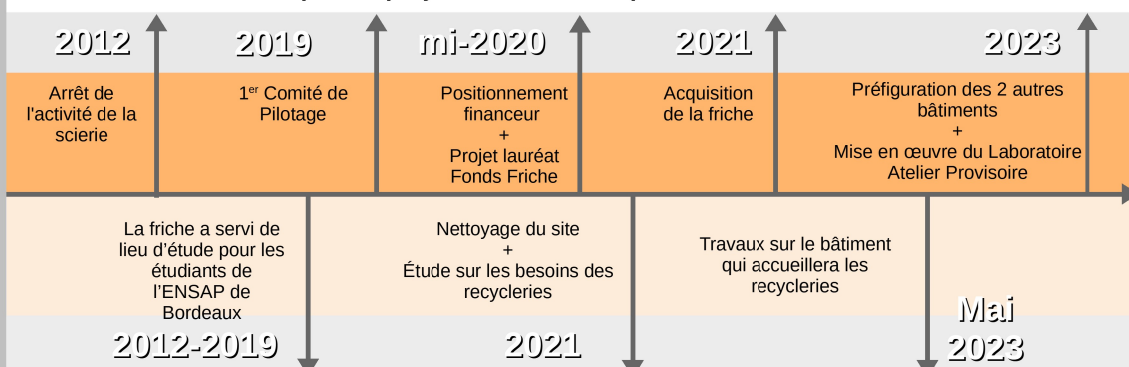 2012
Arrêt de
l'activité de la
scierie
2019
1er Comité de
Pilotage
mi-2020
Positionnement
financeur
+
Projet lauréat
Fonds Friche
2021
Acquisition
de la friche
2023
Préfiguration des 2 autres
bâtiments
+
Mise en œuvre du Laboratoire
Atelier Provisoire
La friche a servi de
lieu d'étude pour les
étudiants de
l'ENSAP de
Bordeaux
2012-2019
Nettoyage du site
+
Étude sur les besoins des
recycleries
2021
Travaux sur le bâtiment
qui accueillera les
recycleries
Mai
2023